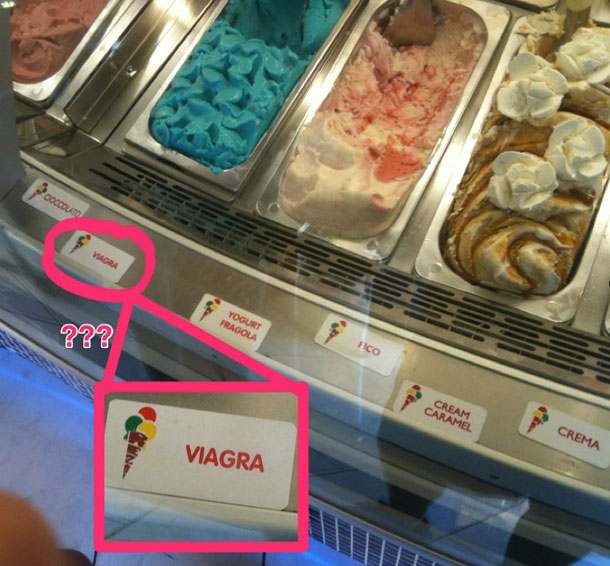 CIOCCOLATO
VIAGRA
???
YOGURT
FRAGOLA
FICO
CREAM
CARAMEL
CREMA
VIAGRA